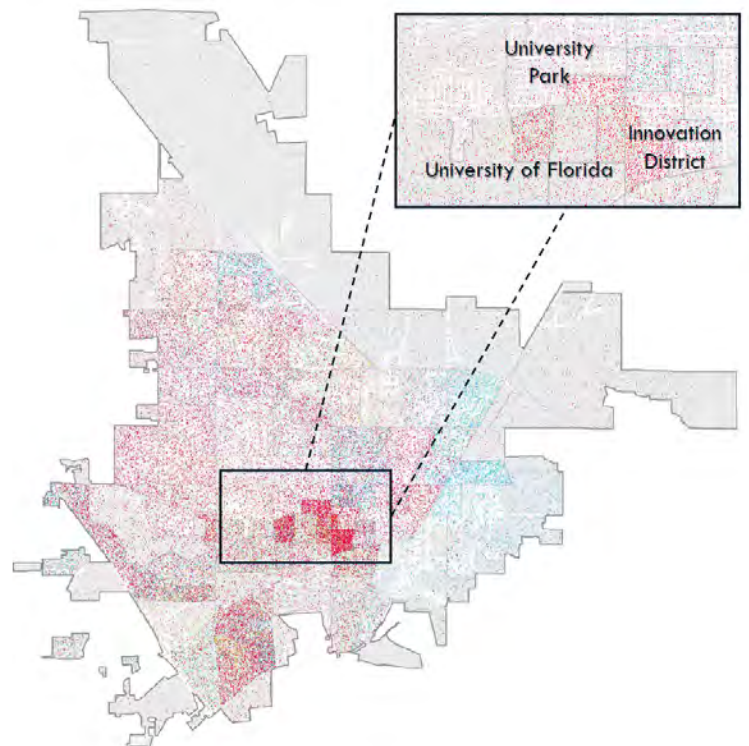 University
Park
Innovation
District
University of Florida